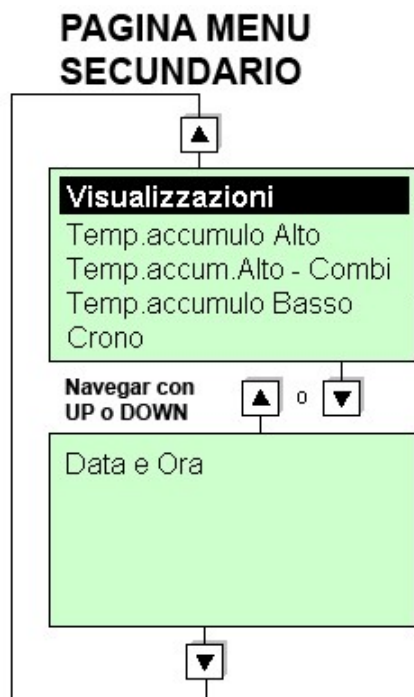 PAGINA MENU
SECUNDARIO
Visualizzazioni
Temp.accumulo Alto
Temp.accum.Alto - Combi
Temp.accumulo Basso
Crono
Navegar con
UP o DOWN
o
Data e Ora